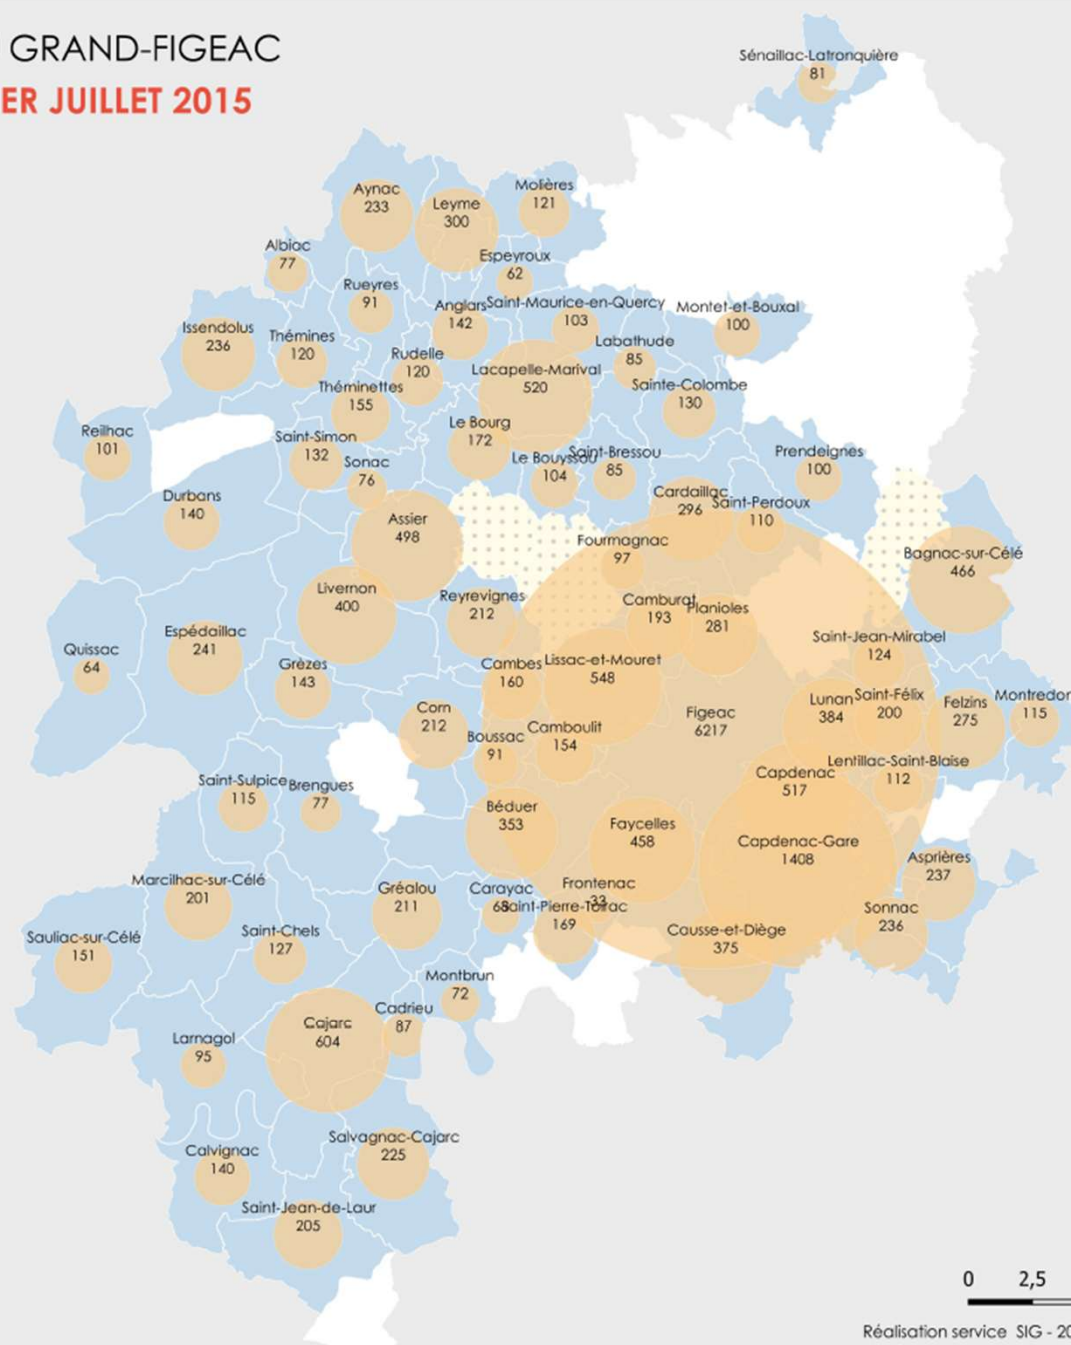 GRAND-FIGEAC
ER JUILLET 2015
Sénaillac-Latronquière
81
Aynac
233
Leyme
300
Molières
121
Albiac
77
Espeyroux
62
Rueyres
91
Anglars
142
Saint-Maurice-en-Quercy
103
Montet-et-Bouxal
100
Issendolus
236
Thémines
120
Rudelle
120
Labathude
85
Lacapelle-Marival
520
Théminettes
155
Sainte-Colombe
130
Reilhac
101
Saint-Simon
132
Le Bourg
172
Sonac
76
Le Bouyssou
104
Saint-Bressou
85
Prendeignes
100
Durbans
140
Cardaillac
296
Saint-Perdoux
110
Assier
498
Fourmagnac
97
Bagnac-sur-Célé
466
Livernon
400
Reyrevignes
212
Camburat
193
Planioles
281
Espédaillac
241
Saint-Jean-Mirabel
124
Quissac
64
Grèzes
143
Cambes
160
Lissac-et-Mouret
548
Corn
212
Figeac
6217
Lunan
384
Saint-Félix
200
Felzins
275
Montredon
115
Boussac
91
Camboulit
154
Lentillac-Saint-Blaise
112
Saint-Sulpice
115
Brengues
77
Capdenac
517
Béduer
353
Faycelles
458
Capdenac-Gare
1408
Asprières
237
Marcilhac-sur-Célé
201
Gréalou
211
Carayac
68
Frontenac
33
Saint-Pierre-Toirac
169
Sonnac
236
Sauliac-sur-Célé
151
Saint-Chels
127
Causse-et-Diège
375
Montbrun
72
Cajarc
604
Cadrieu
87
Larnagol
95
Calvignac
140
Salvagnac-Cajarc
225
Saint-Jean-de-Laur
205
0 2,5
Réalisation service SIG - 20